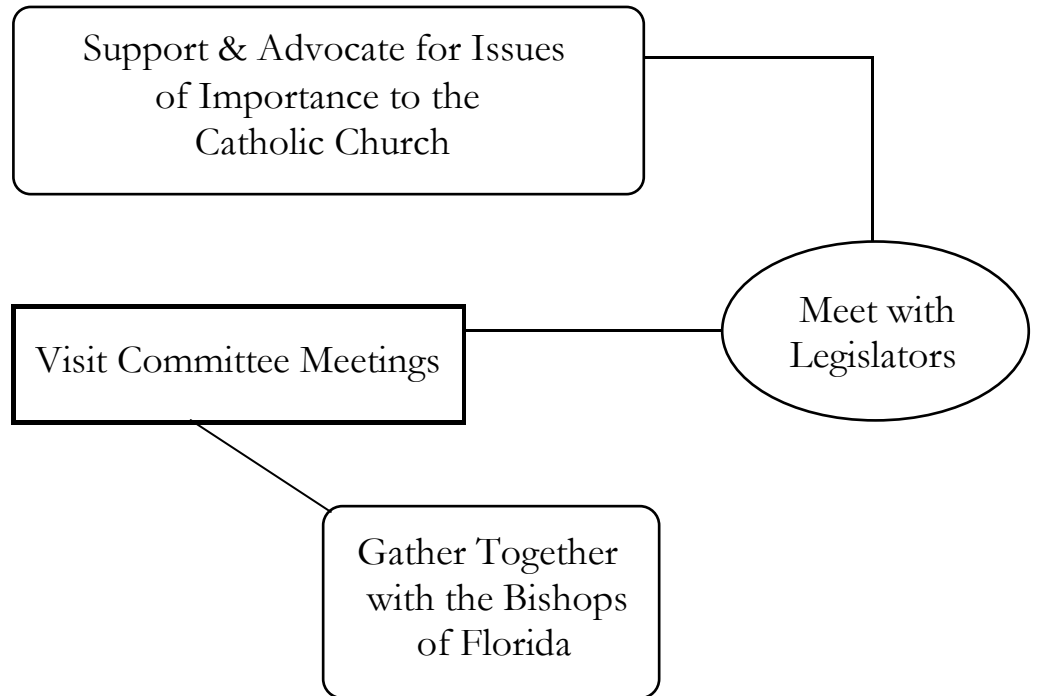 Support & Advocate for Issues
of Importance to the
Catholic Church
Meet with
Legislators
Visit Committee Meetings
Gather Together
with the Bishops
of Florida